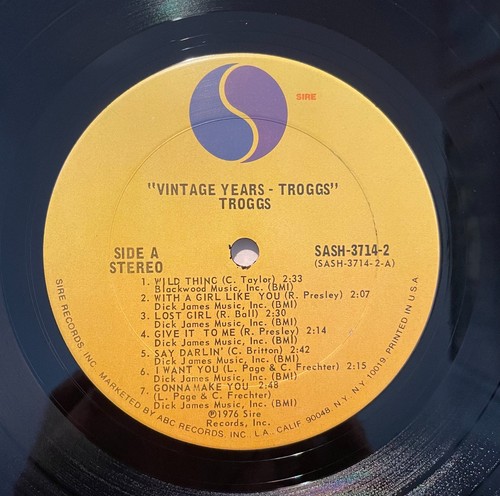 SIRE
"VINTAGE YEARS - TROGGS"
TROGGS
SIDE A
STEREO
SASH-3714-2
(SASH-3714-2-A)
1. WILD THING (C. Taylor) 2:33
Blackwood Music, Inc. (BMI)
2. WITH A GIRL LIKE YOU (R. Presley) 2:07
Dick James Music, Inc. (BMI)
3. LOST GIRL (R. Ball) 2:30
Dick James Music, Inc. (BMI)
4. GIVE IT TO ME (R. Presley) 2:14
Dick James Music, Inc. (BMI)
5. SAY DARLIN' (C. Britton) 2:42
Dick James Music, Inc. (BMI)
6. I WANT YOU (L. Page & C. Frechter) 2:15
Dick James Music, Inc. (BMI)
7. GONNA MAKE YOU 2:48
(L. Page & C. Frechter)
Dick James Music, Inc. (BMI)
℗1976 Sire
Records, Inc.
SIRE RECORDS, INC. MARKETED BY ABC RECORDS, INC., L.A., CALIF. 90048, N.Y., N.Y. 10019 PRINTED IN U.S.A.